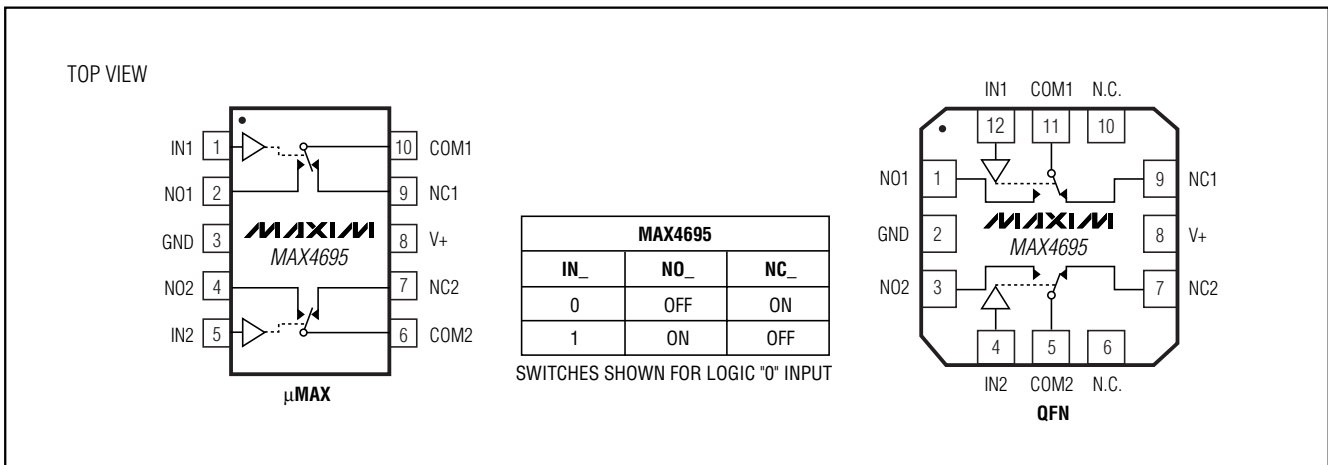 TOP VIEW
IN1 1
NO1 2
GND 3
NO2 4
IN2 5
10 COM1
9 NC1
8 V+
7 NC2
6 COM2
MAXIM
MAX4695
µMAX
MAX4695
IN_ NO_ NC_
0 OFF ON
1 ON OFF
SWITCHES SHOWN FOR LOGIC "0" INPUT
IN1 COM1 N.C.
12 11 10
NO1 1
GND 2
NO2 3
9 NC1
8 V+
7 NC2
MAXIM
MAX4695
4 5 6
IN2 COM2 N.C.
QFN